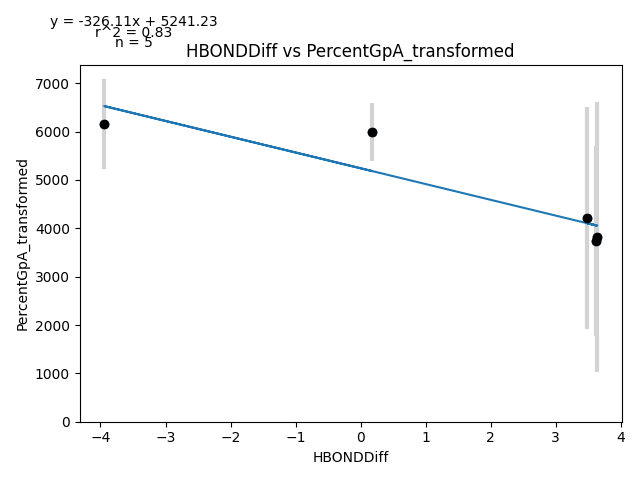 y = -326.11x + 5241.23
r^2 = 0.83
n = 5
HBONDDiff vs PercentGpA_transformed
PercentGpA_transformed
7000
6000
5000
4000
3000
2000
1000
0
−4
−3
−2
−1
0
1
2
3
4
HBONDDiff